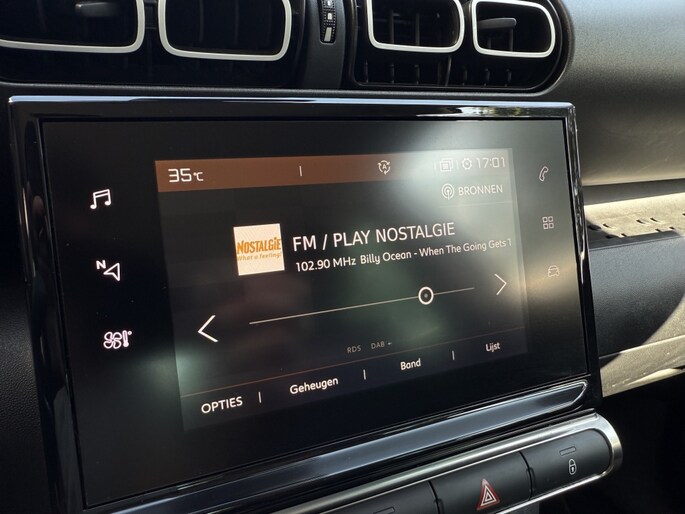 35°C
17:01
BRONNEN
NOSTALGIE
What a feeling!
FM / PLAY NOSTALGIE
102.90 MHz Billy Ocean - When The Going Gets
N
RDS DAB
OPTIES | Geheugen | Band | Lijst